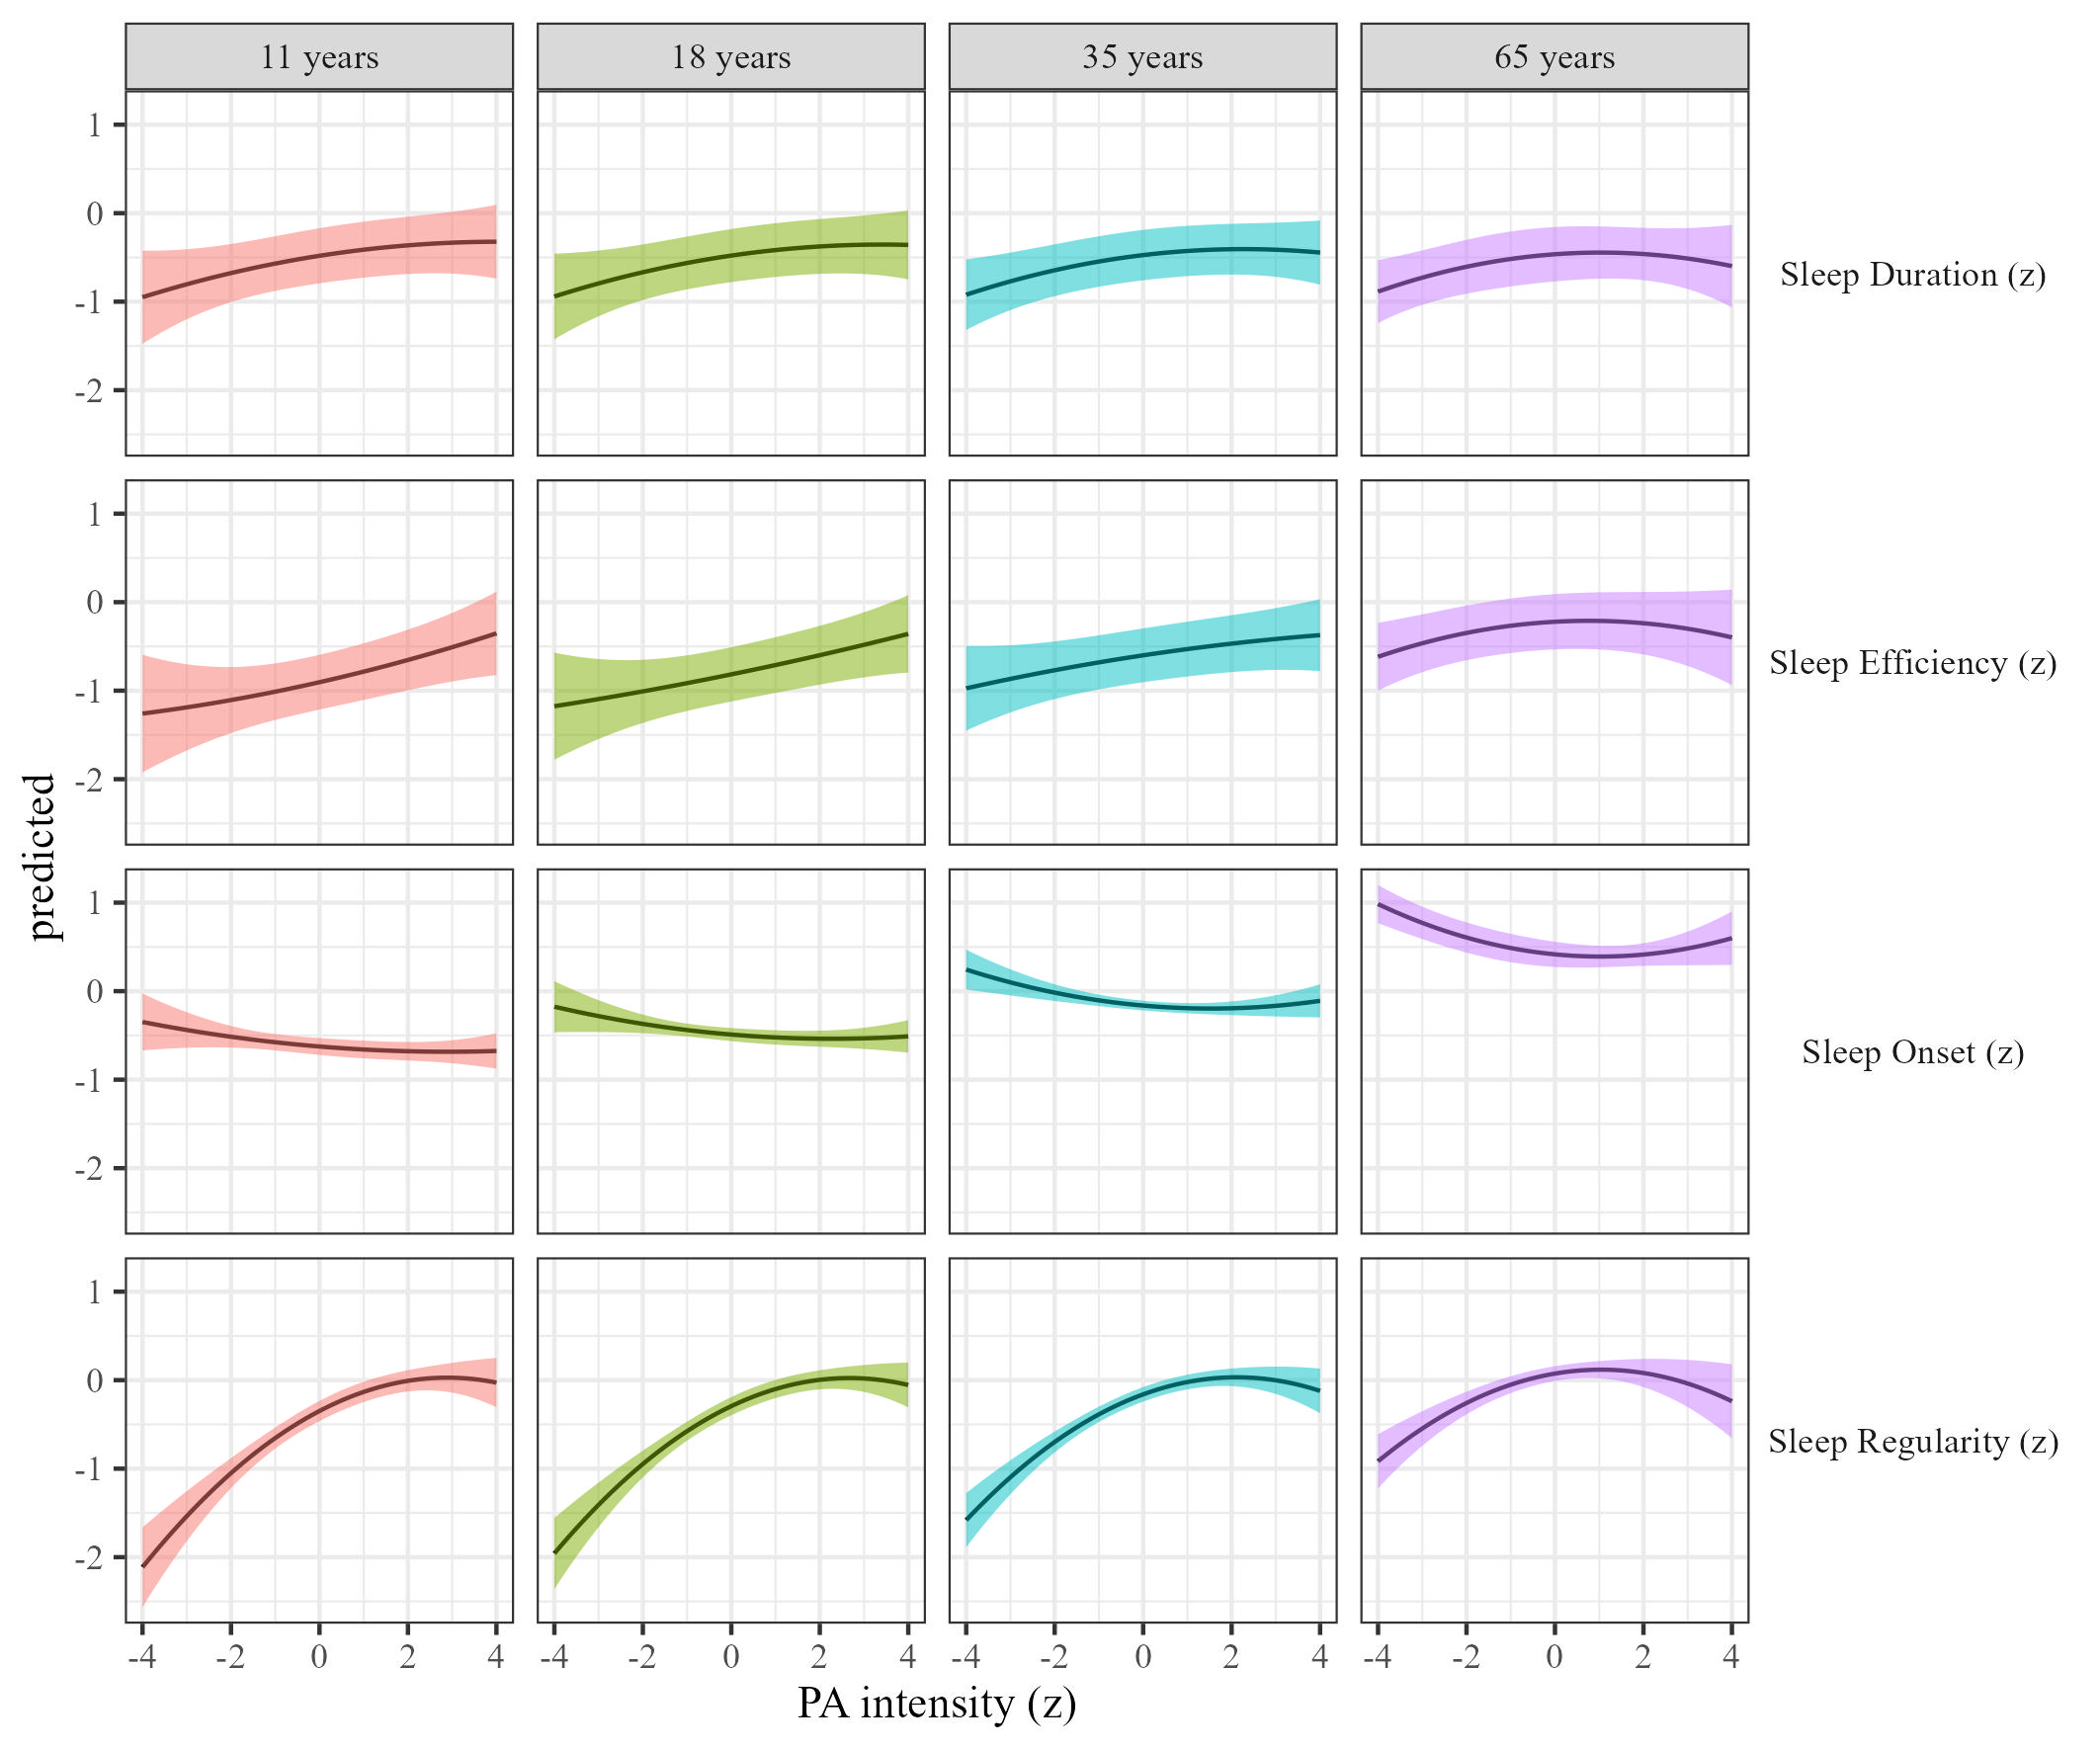 11 years 18 years 35 years 65 years
1
0
-1
-2
Sleep Duration (z)
1
0
-1
-2
Sleep Efficiency (z)
predicted
1
0
-1
-2
Sleep Onset (z)
1
0
-1
-2
Sleep Regularity (z)
-4 -2 0 2 4 -4 -2 0 2 4 -4 -2 0 2 4 -4 -2 0 2 4
PA intensity (z)